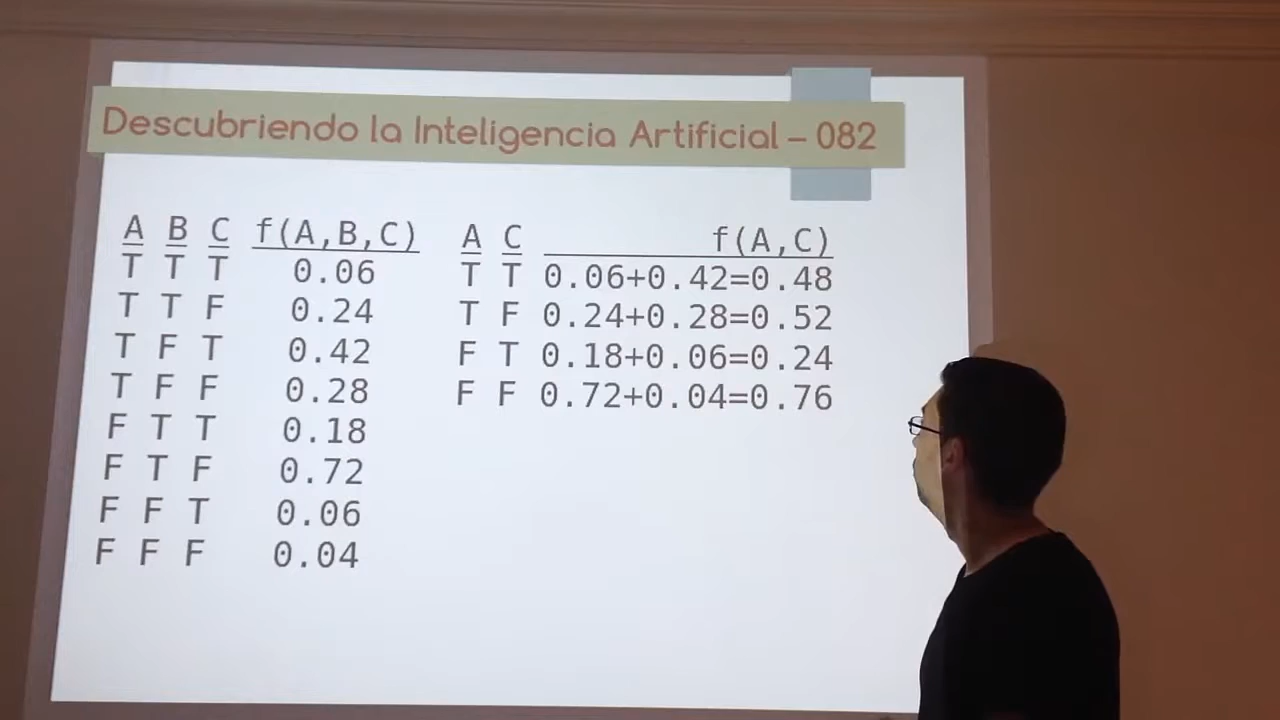 Descubriendo la Inteligencia Artificial – 082
A B C f(A,B,C)
T T T 0.06
T T F 0.24
T F T 0.42
T F F 0.28
F T T 0.18
F T F 0.72
F F T 0.06
F F F 0.04
A C f(A,C)
T T 0.06+0.42=0.48
T F 0.24+0.28=0.52
F T 0.18+0.06=0.24
F F 0.72+0.04=0.76